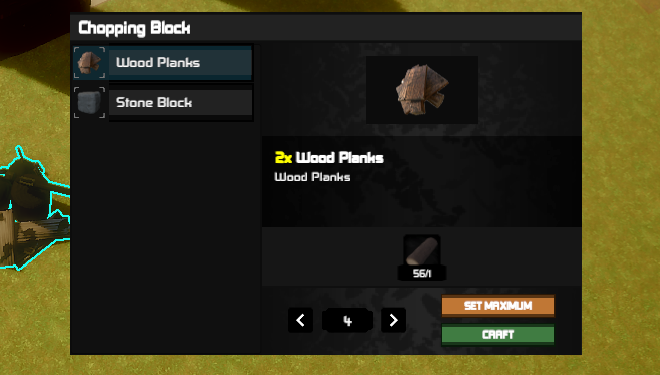 Chopping Block
Wood Planks
Stone Block
2x Wood Planks
Wood Planks
56/1
4
SET MAXIMUM
CRAFT